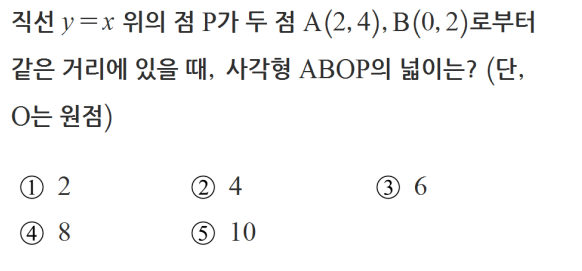 직선 y=x 위의 점 P가 두 점 A(2, 4), B(0, 2)로부터
같은 거리에 있을 때, 사각형 ABOP의 넓이는? (단,
O는 원점)
① 2 ② 4 ③ 6
④ 8 ⑤ 10